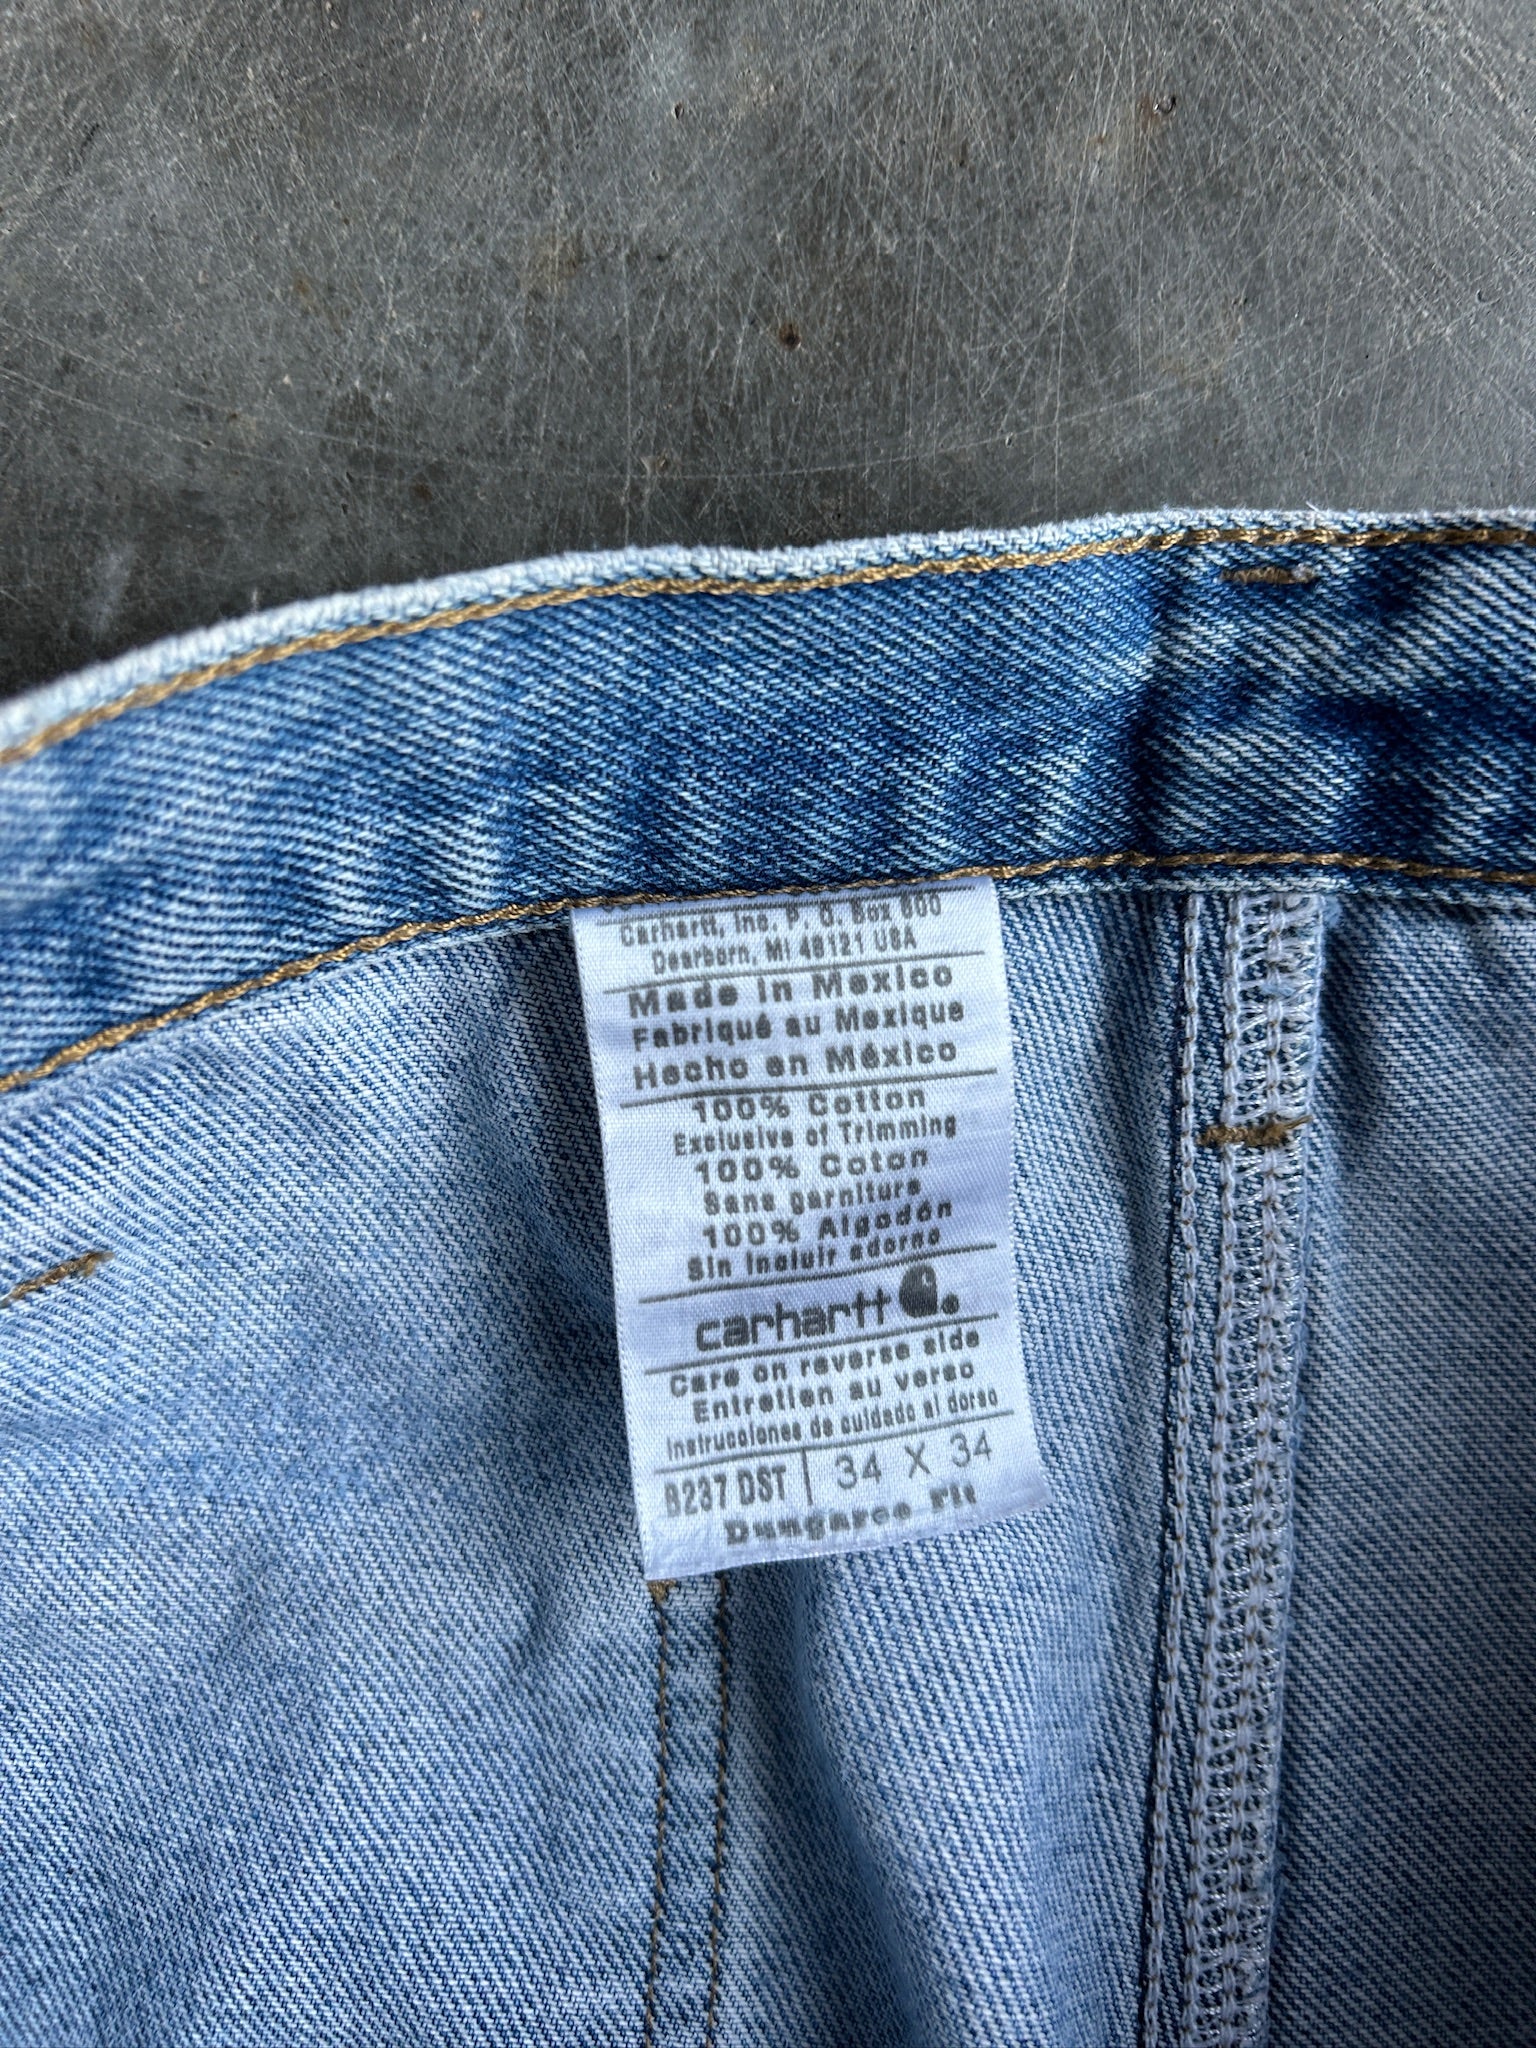 Carhartt, Inc. P. O. Box 600
Dearborn, MI 48121 USA
Made in Mexico
Fabriqué au Mexique
Hecho en México
100% Cotton
Exclusive of Trimming
100% Coton
Sans garniture
100% Algodón
Sin incluir adorno
carhartt
Care on reverse side
Entretien au verso
Instrucciones de cuidado al dorso
B237 DST 34 X 34
Dungaree Fit